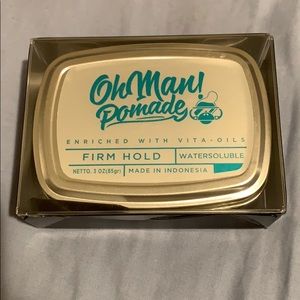 Oh Man!
Pomade
ENRICHED WITH VITA-OILS
FIRM HOLD WATERSOLUBLE
NETTO. 3 OZ(85gr) MADE IN INDONESIA